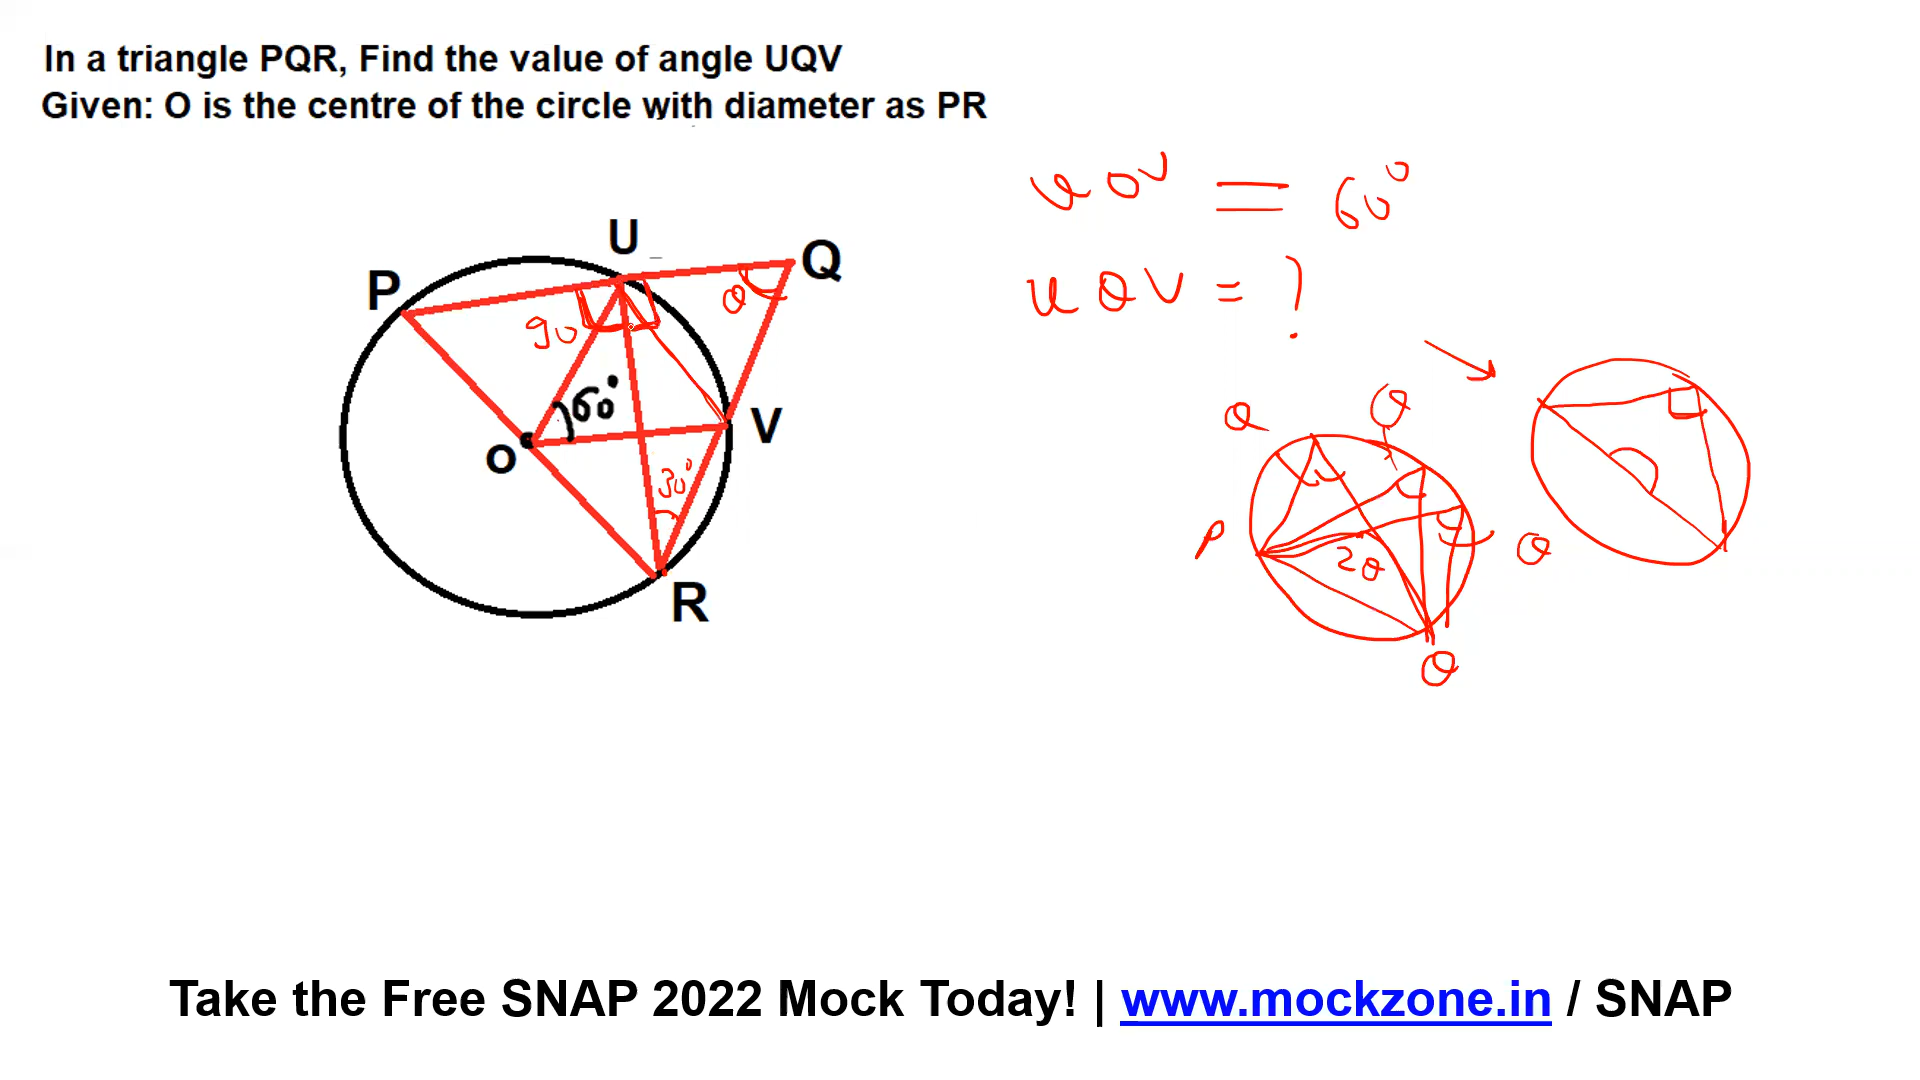 In a triangle PQR, Find the value of angle UQV
Given: O is the centre of the circle with diameter as PR
UOV = 60°
UQV = ?
U
Q
P
θ
90
60°
V
O
30°
R
θ
θ
P
2θ
θ
Q
Take the Free SNAP 2022 Mock Today! | www.mockzone.in / SNAP